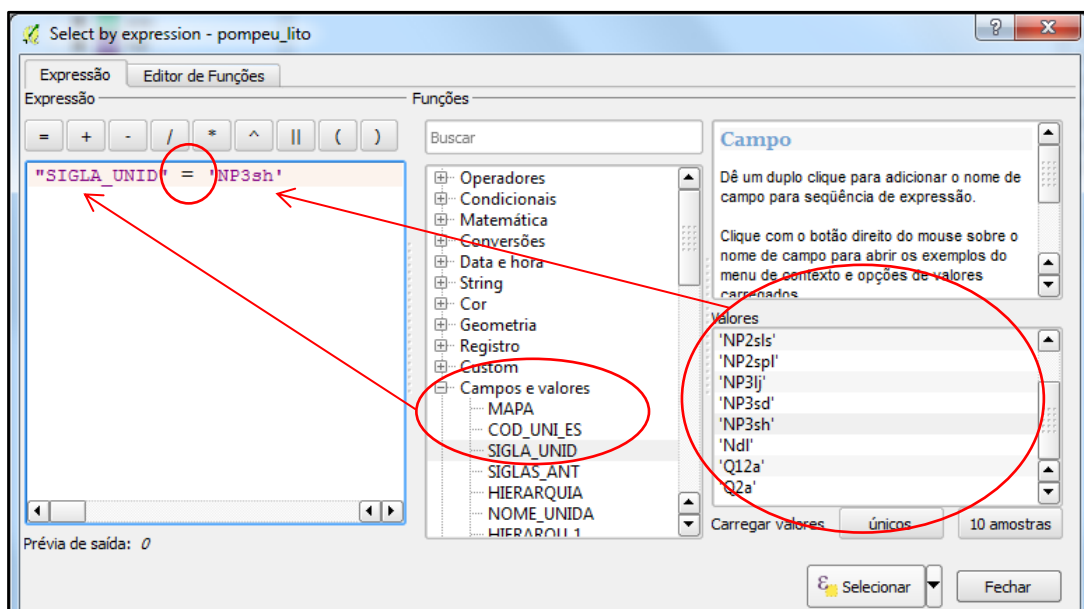 Select by expression - pompeu_lito
?
X
Expressão
Editor de Funções
Expressão
= + - / * ^ || ( )
"SIGLA_UNID" = 'NP3sh'
Prévia de saída: 0
Funções
Buscar
Operadores
Condicionais
Matemática
Conversões
Data e hora
String
Cor
Geometria
Registro
Custom
Campos e valores
MAPA
COD_UNI_ES
SIGLA_UNID
SIGLAS_ANT
HIERARQUIA
NOME_UNIDA
HIERARQU_1
Campo
Dê um duplo clique para adicionar o nome de
campo para seqüência de expressão.
Clique com o botão direito do mouse sobre o
nome de campo para abrir os exemplos do
menu de contexto e opções de valores
carregados
Valores
'NP2sls'
'NP2spl'
'NP3lj'
'NP3sd'
'NP3sh'
'Ndl'
'Q12a'
'Q2a'
Carregar valores
únicos
10 amostras
ε Selecionar
Fechar